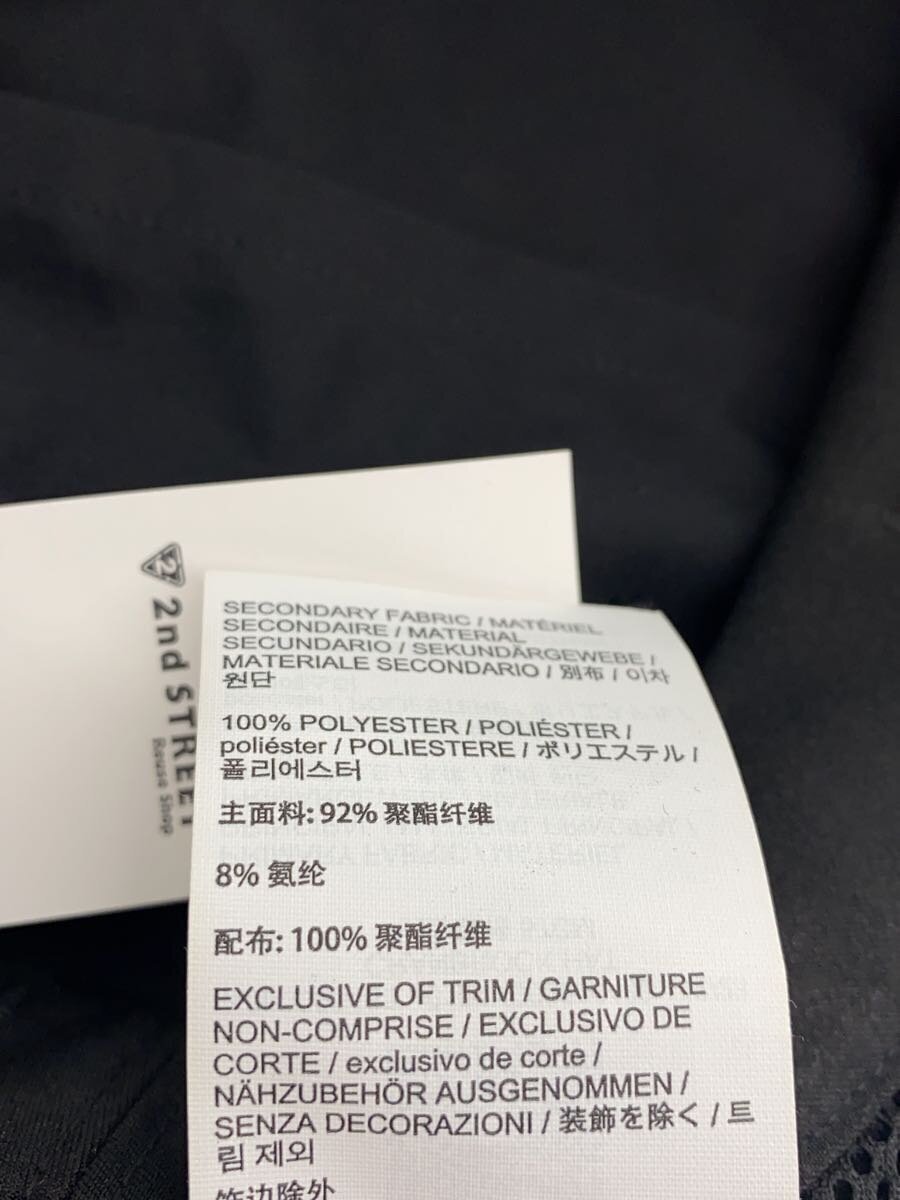 2nd STREET
Reuse Shop
SECONDARY FABRIC / MATÉRIEL
SECONDAIRE / MATERIAL
SECUNDARIO / SEKUNDÄRGEWEBE /
MATERIALE SECONDARIO / 別布 / 이차
원단
100% POLYESTER / POLIÉSTER /
poliéster / POLIESTERE / ポリエステル /
폴리에스터
主面料: 92% 聚酯纤维
8% 氨纶
配布: 100% 聚酯纤维
EXCLUSIVE OF TRIM / GARNITURE
NON-COMPRISE / EXCLUSIVO DE
CORTE / exclusivo de corte /
NÄHZUBEHÖR AUSGENOMMEN /
SENZA DECORAZIONI / 装飾を除く / 트
림 제외
饰边除外